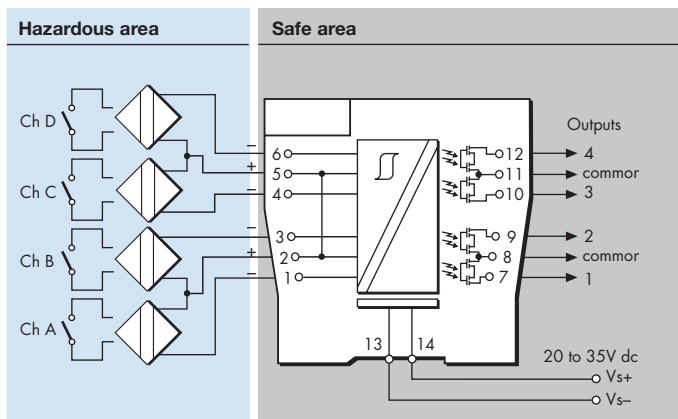 Hazardous area
Safe area
Ch D
Ch C
Ch B
Ch A
−
6
+
5
−
4
−
3
+
2
−
1
12
11
10
9
8
7
Outputs
4
commor
3
2
commor
1
13
14
20 to 35V dc
Vs+
Vs−